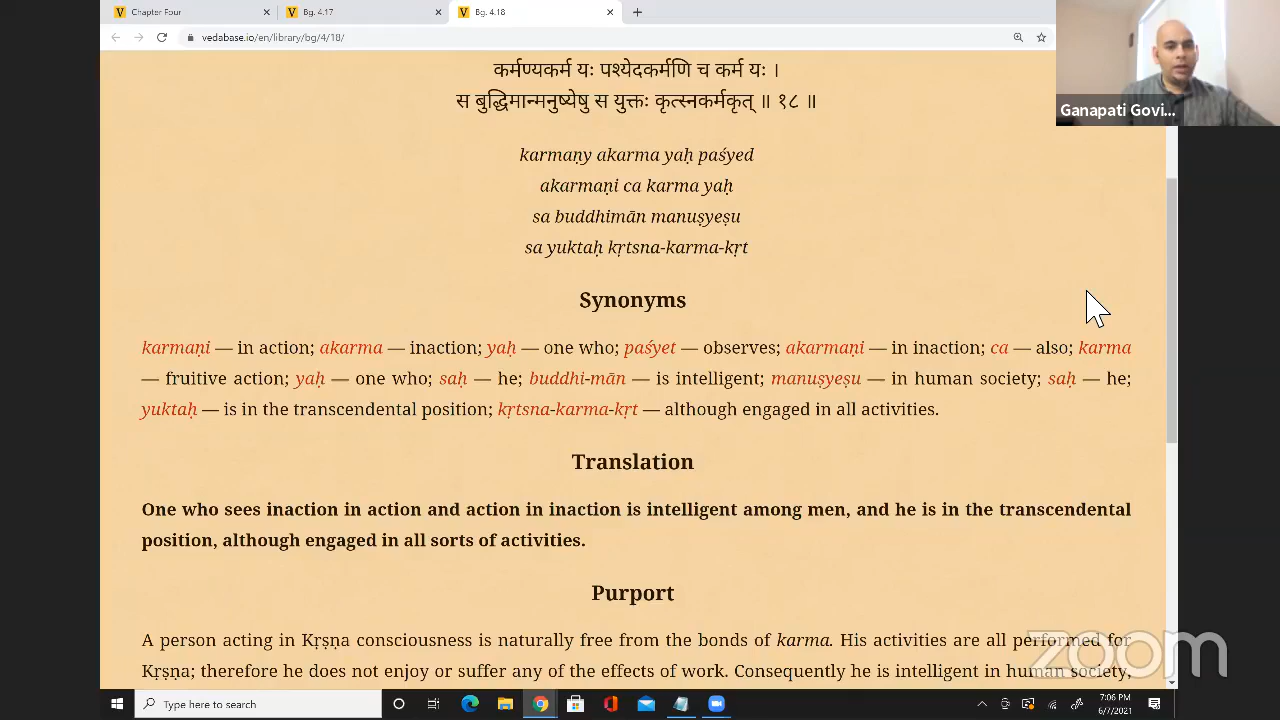 Chapter Four
Bg. 4.17
Bg. 4.18
vedabase.io/en/library/bg/4/18/
Ganapati Govi...
कर्मण्यकर्म यः पश्येदकर्मणि च कर्म यः ।
स बुद्धिमान्मनुष्येषु स युक्तः कृत्स्नकर्मकृत् ॥ १८ ॥
karmaṇy akarma yaḥ paśyed
akarmaṇi ca karma yaḥ
sa buddhimān manuṣyeṣu
sa yuktaḥ kṛtsna-karma-kṛt
Synonyms
karmaṇi — in action; akarma — inaction; yaḥ — one who; paśyet — observes; akarmaṇi — in inaction; ca — also; karma
— fruitive action; yaḥ — one who; saḥ — he; buddhi-mān — is intelligent; manuṣyeṣu — in human society; saḥ — he;
yuktaḥ — is in the transcendental position; kṛtsna-karma-kṛt — although engaged in all activities.
Translation
One who sees inaction in action and action in inaction is intelligent among men, and he is in the transcendental
position, although engaged in all sorts of activities.
Purport
A person acting in Kṛṣṇa consciousness is naturally free from the bonds of karma. His activities are all performed for
Kṛṣṇa; therefore he does not enjoy or suffer any of the effects of work. Consequently he is intelligent in human society,
zoom
Type here to search
7:06 PM
6/7/2021